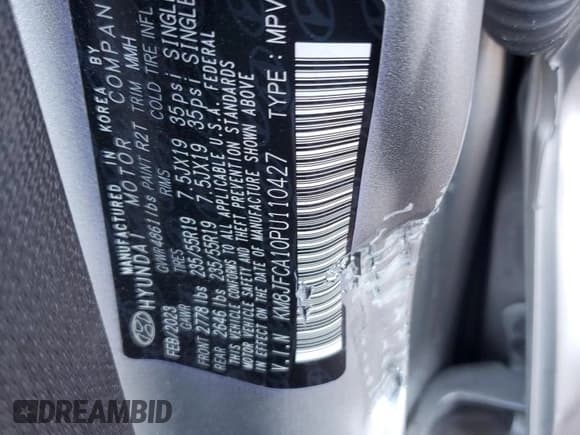 MANUFACTURED IN KOREA BY
HYUNDAI MOTOR COMPANY
FEB/2023 GVWR 4861lbs PAINT R2T TRIM MMH
GAWR TIRES RIMS COLD TIRE INFL
FRONT 2778 lbs 235/55R19 7.5JX19 35psi SINGLE
REAR 2646 lbs 235/55R19 7.5JX19 35psi SINGLE
THIS VEHICLE CONFORMS TO ALL APPLICABLE U.S.A. FEDERAL
MOTOR VEHICLE SAFETY AND THEFT PREVENTION STANDARDS
IN EFFECT ON THE DATE OF MANUFACTURE SHOWN ABOVE
V.I.N KM8JFCA10PU110427 TYPE : MPV
DREAMBID